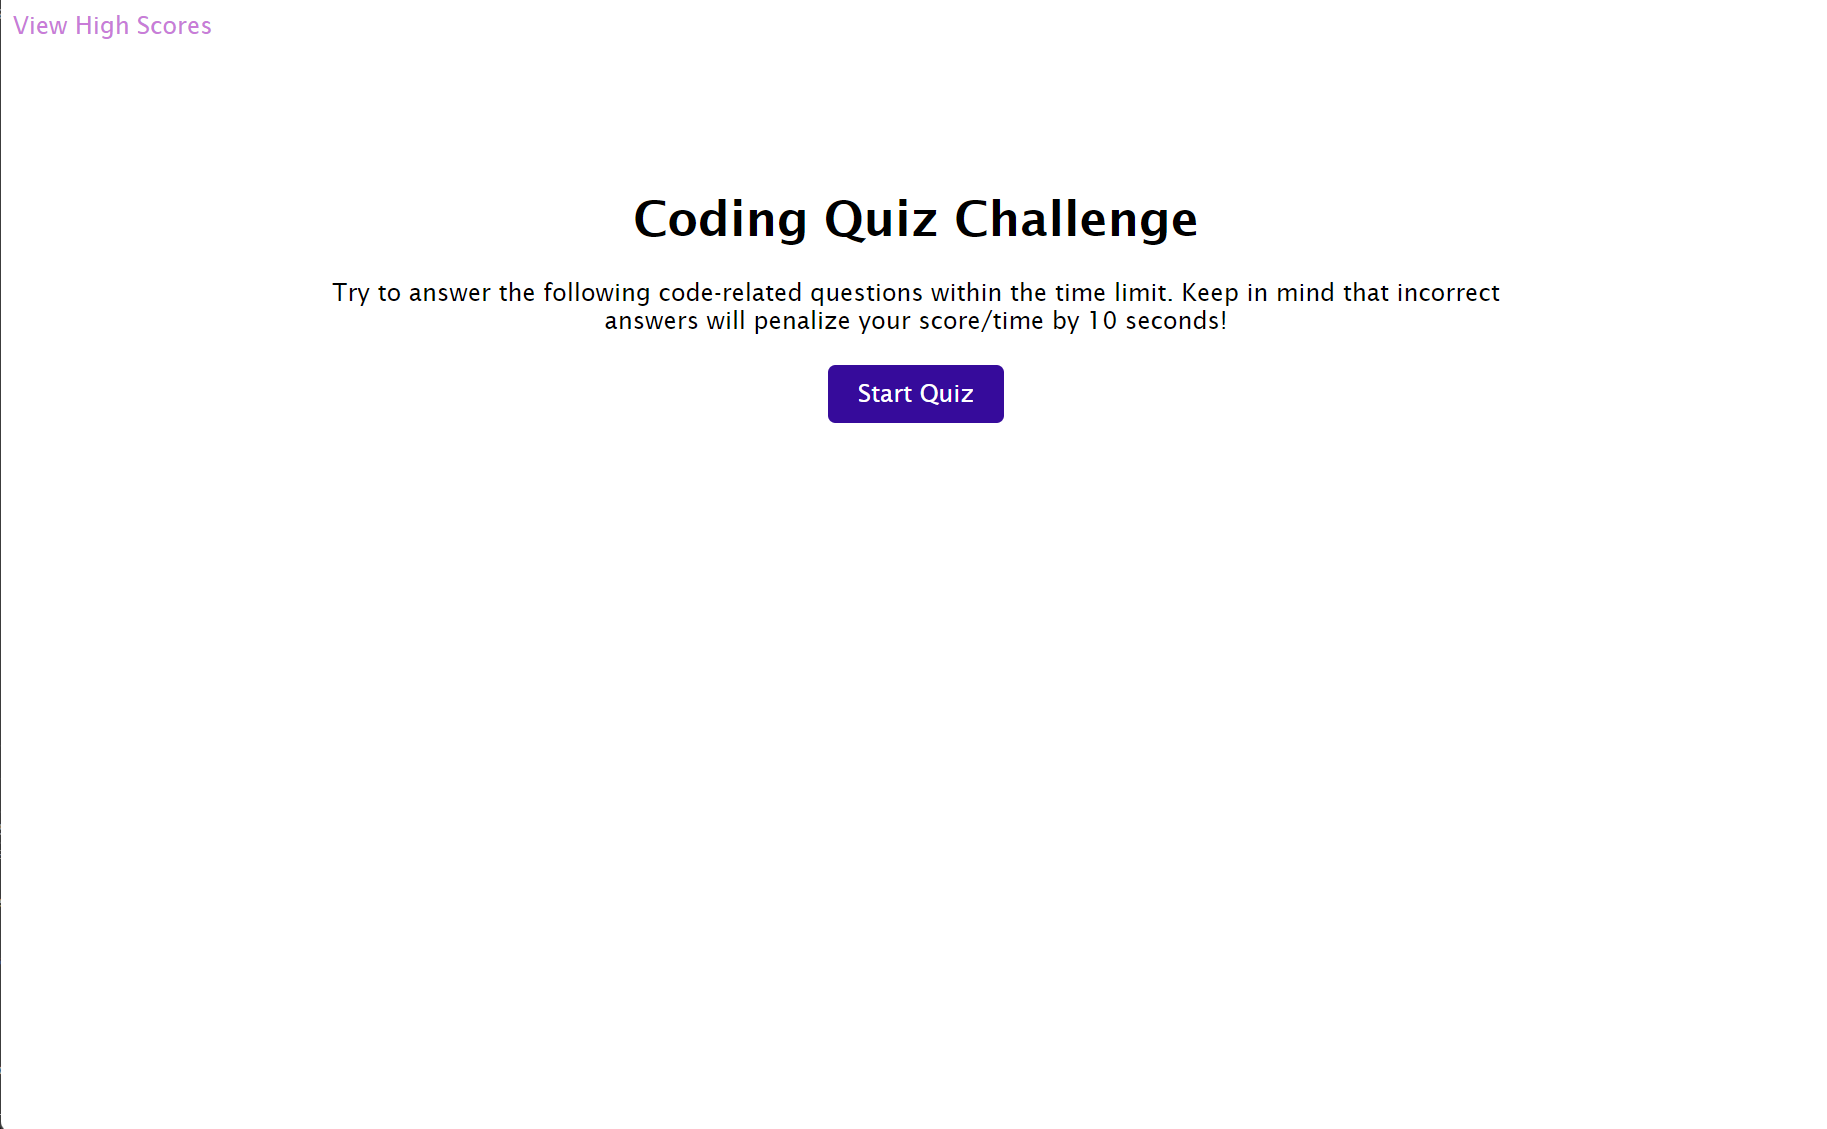 View High Scores
Coding Quiz Challenge
Try to answer the following code-related questions within the time limit. Keep in mind that incorrect
answers will penalize your score/time by 10 seconds!
Start Quiz